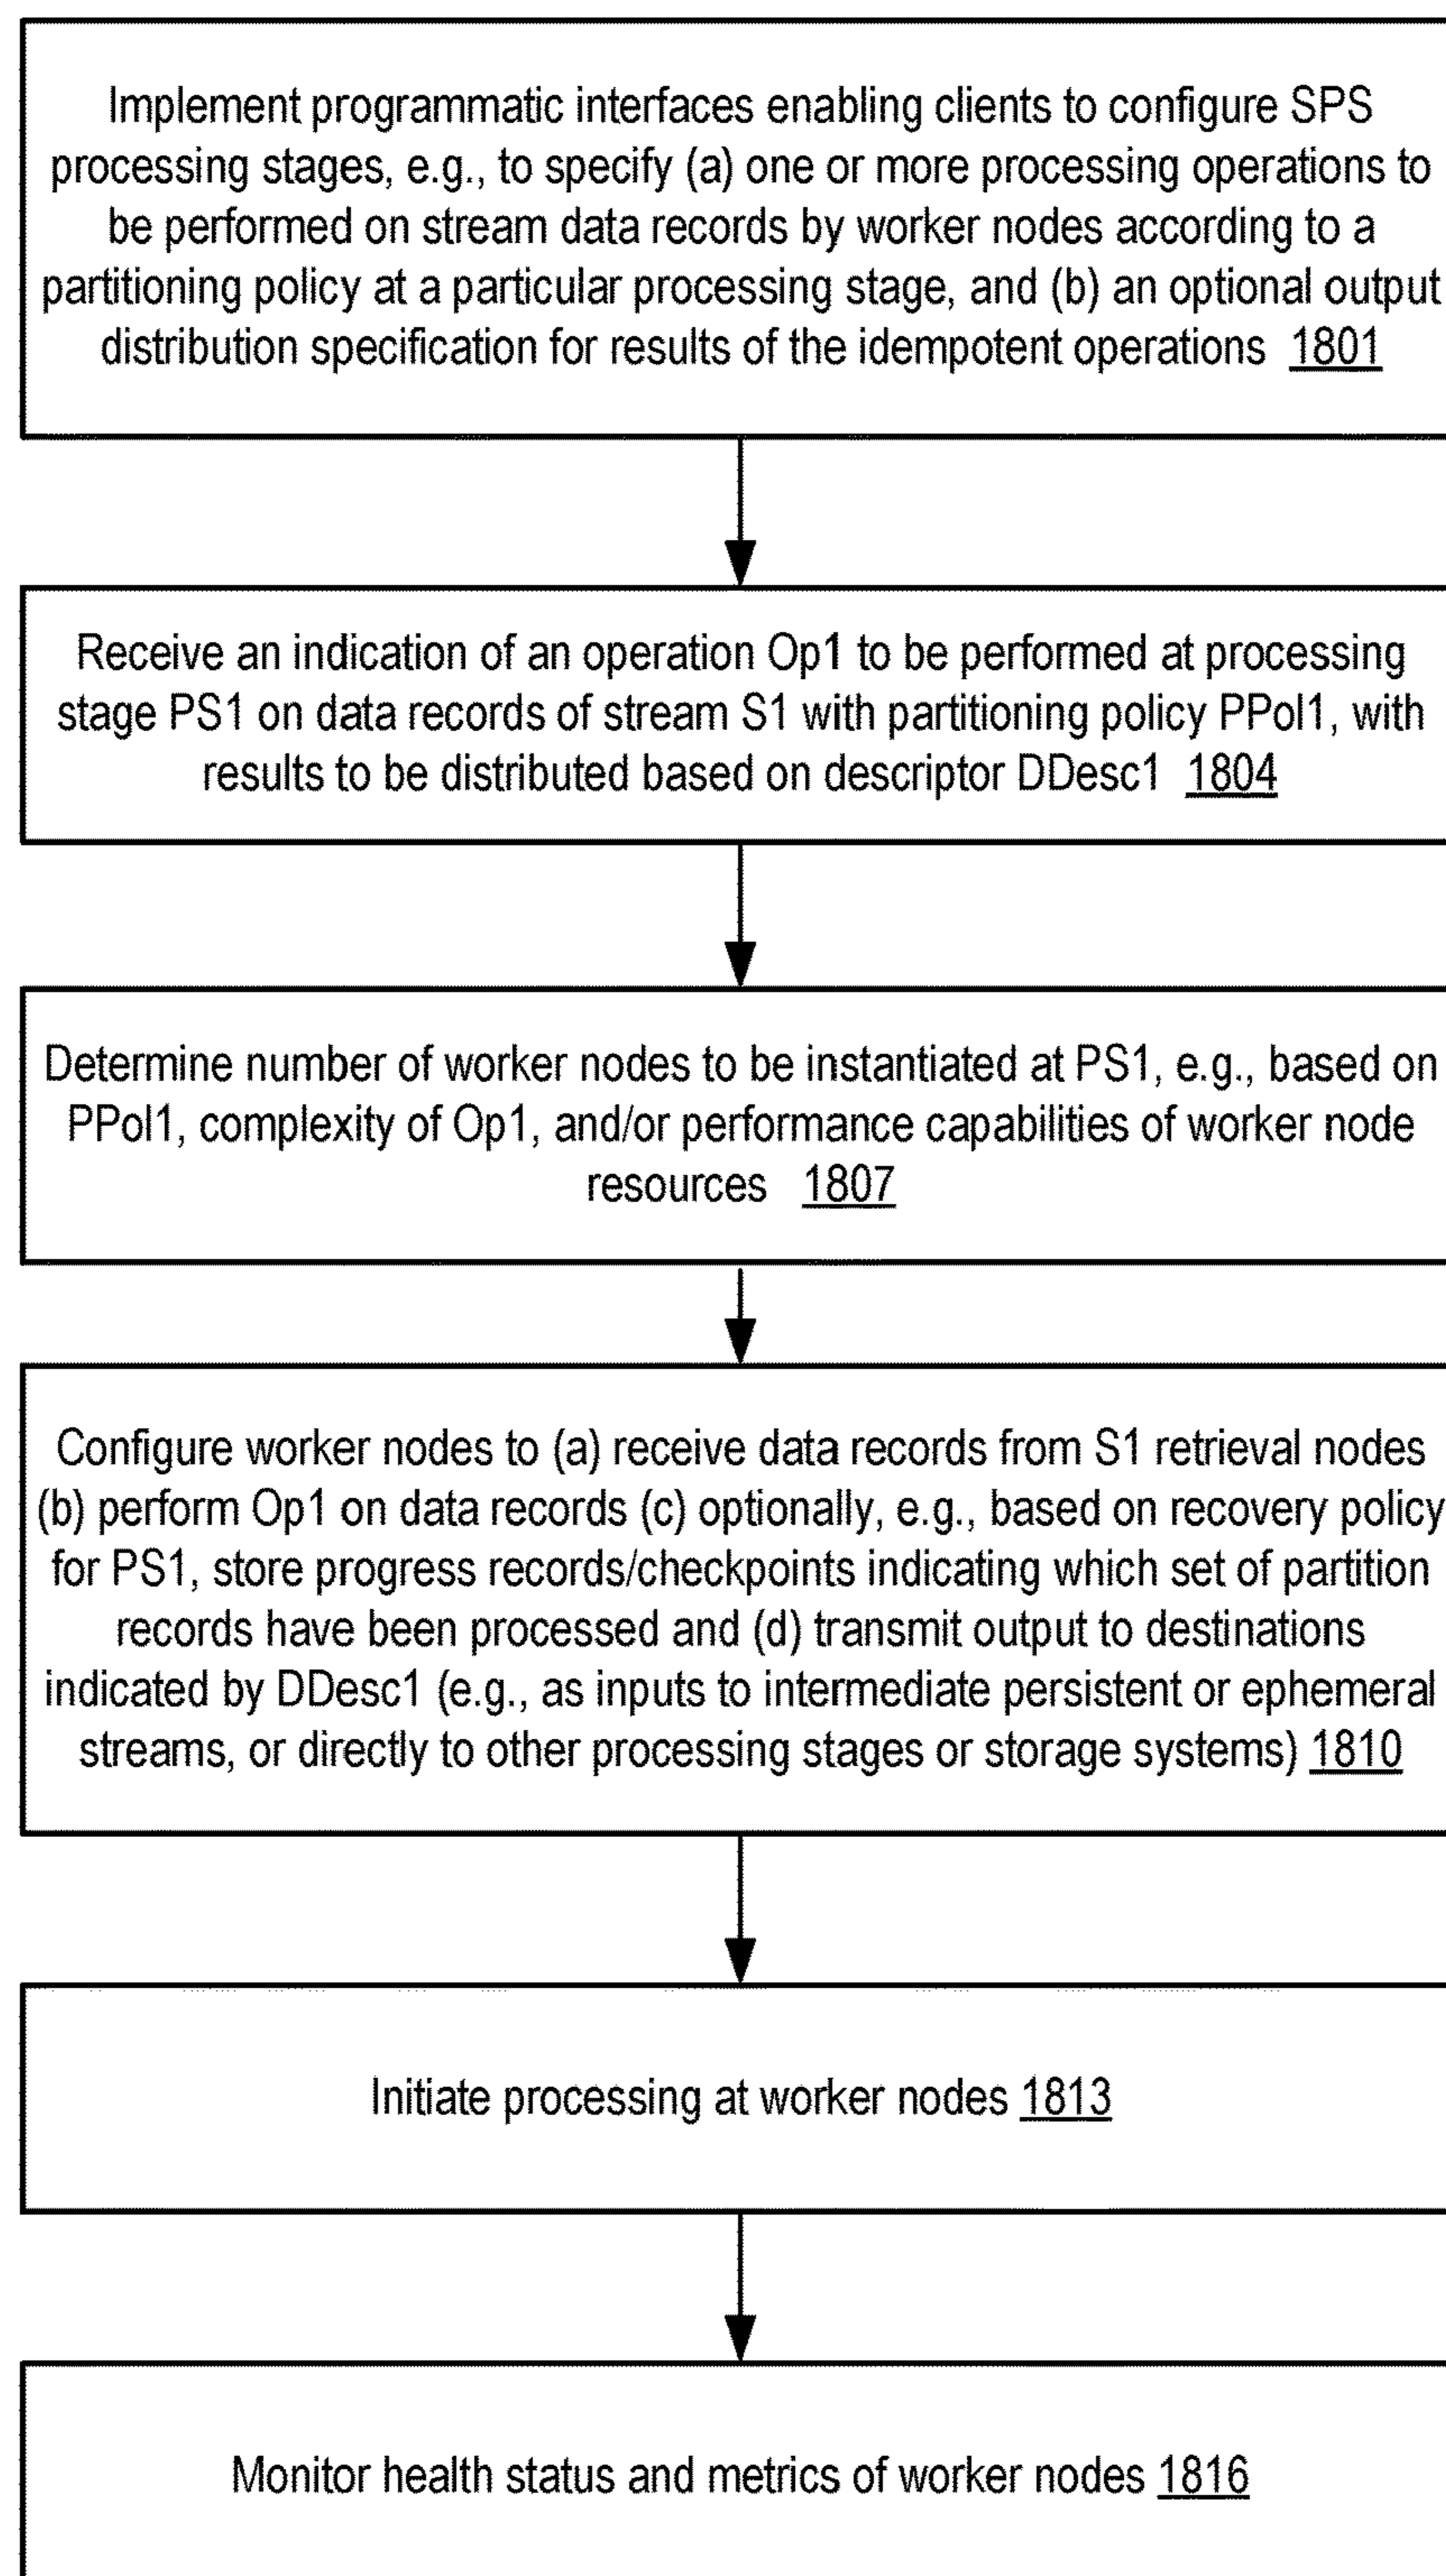 Implement programmatic interfaces enabling clients to configure SPS
processing stages, e.g., to specify (a) one or more processing operations to
be performed on stream data records by worker nodes according to a
partitioning policy at a particular processing stage, and (b) an optional output
distribution specification for results of the idempotent operations 1801
Receive an indication of an operation Op1 to be performed at processing
stage PS1 on data records of stream S1 with partitioning policy PPol1, with
results to be distributed based on descriptor DDesc1 1804
Determine number of worker nodes to be instantiated at PS1, e.g., based on
PPol1, complexity of Op1, and/or performance capabilities of worker node
resources 1807
Configure worker nodes to (a) receive data records from S1 retrieval nodes
(b) perform Op1 on data records (c) optionally, e.g., based on recovery policy
for PS1, store progress records/checkpoints indicating which set of partition
records have been processed and (d) transmit output to destinations
indicated by DDesc1 (e.g., as inputs to intermediate persistent or ephemeral
streams, or directly to other processing stages or storage systems) 1810
Initiate processing at worker nodes 1813
Monitor health status and metrics of worker nodes 1816